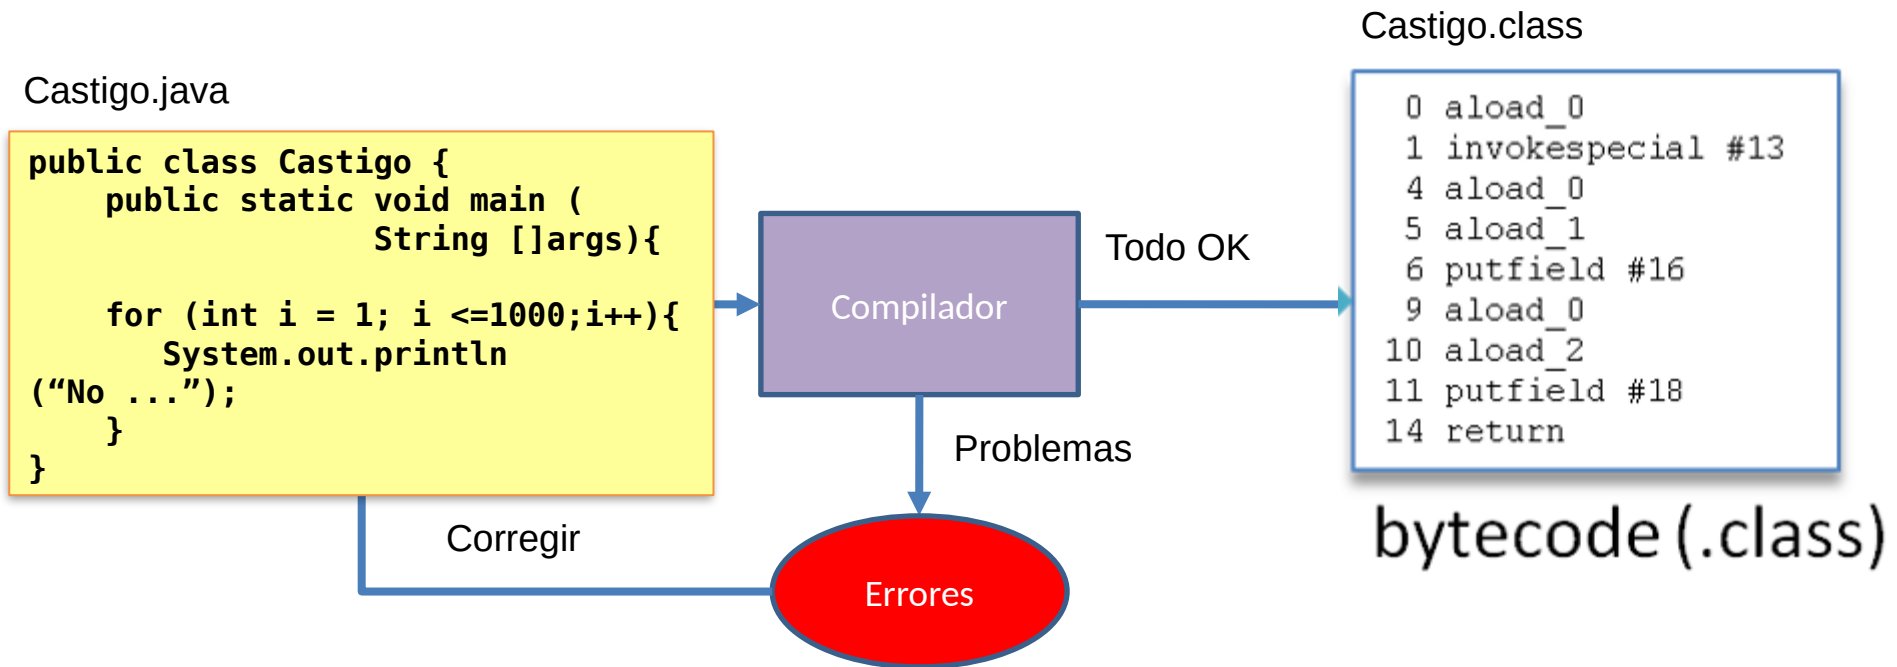 Castigo.java
public class Castigo {
    public static void main (
                  String []args){

    for (int i = 1; i <=1000;i++){
       System.out.println
(“No ...”);
    }
}
Compilador
Todo OK
Problemas
Errores
Corregir
Castigo.class
0 aload_0
1 invokespecial #13
4 aload_0
5 aload_1
6 putfield #16
9 aload_0
10 aload_2
11 putfield #18
14 return
bytecode (.class)